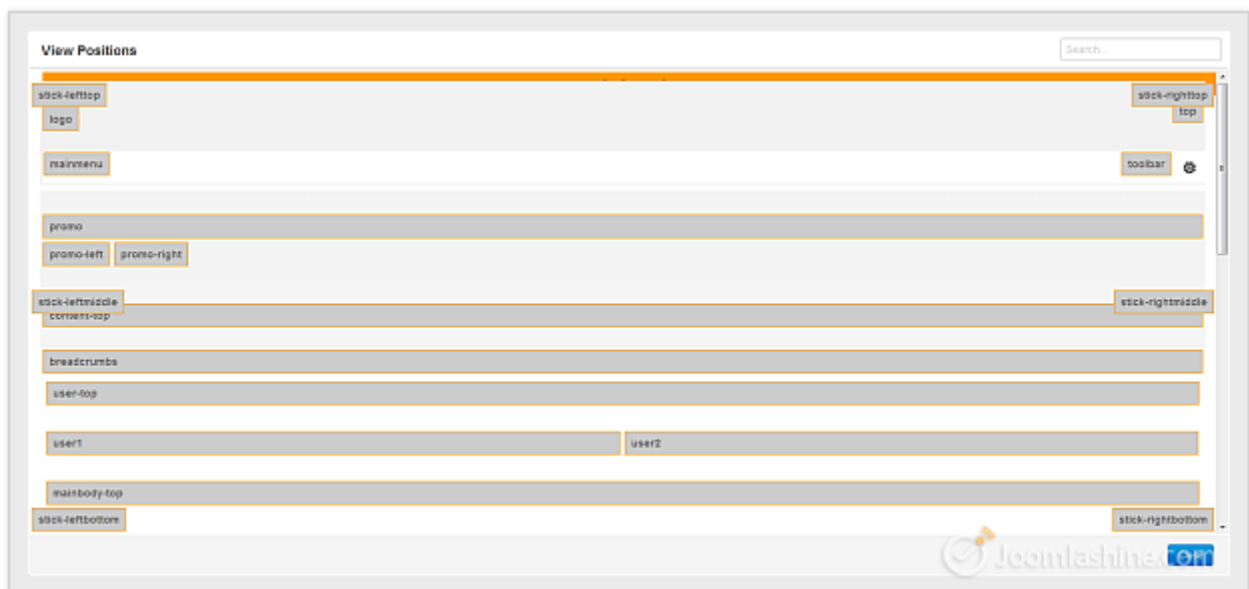 View Positions
Search...
stick-lefttop
stick-righttop
logo
top
mainmenu
toolbar
promo
promo-left
promo-right
stick-leftmiddle
stick-rightmiddle
content-top
breadcrumbs
user-top
user1
user2
mainbody-top
stick-leftbottom
stick-rightbottom
Joomlashine.com